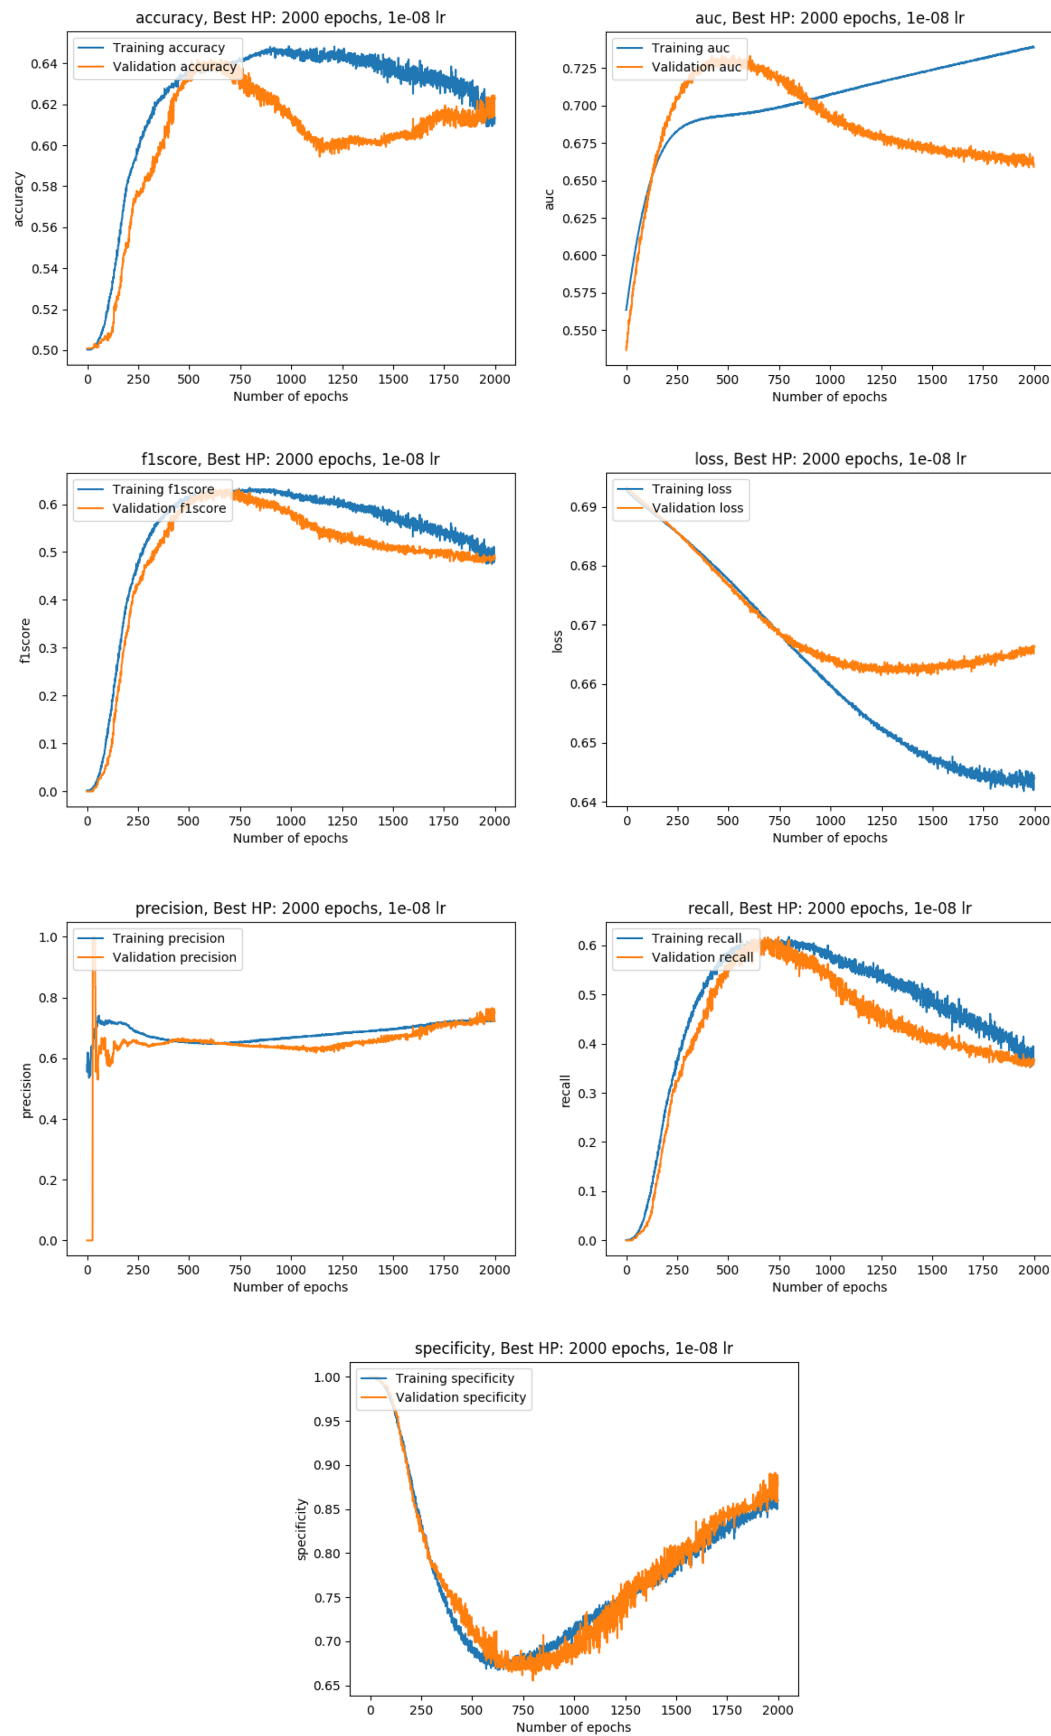 accuracy, Best HP: 2000 epochs, 1e-08 lr
Training accuracy
Validation accuracy
0.64
0.62
0.60
0.58
0.56
0.54
0.52
0.50
accuracy
0 250 500 750 1000 1250 1500 1750 2000
Number of epochs
auc, Best HP: 2000 epochs, 1e-08 lr
Training auc
Validation auc
0.725
0.700
0.675
0.650
0.625
0.600
0.575
0.550
auc
0 250 500 750 1000 1250 1500 1750 2000
Number of epochs
f1score, Best HP: 2000 epochs, 1e-08 lr
Training f1score
Validation f1score
0.6
0.5
0.4
0.3
0.2
0.1
0.0
f1score
0 250 500 750 1000 1250 1500 1750 2000
Number of epochs
loss, Best HP: 2000 epochs, 1e-08 lr
Training loss
Validation loss
0.69
0.68
0.67
0.66
0.65
0.64
loss
0 250 500 750 1000 1250 1500 1750 2000
Number of epochs
precision, Best HP: 2000 epochs, 1e-08 lr
Training precision
Validation precision
1.0
0.8
0.6
0.4
0.2
0.0
precision
0 250 500 750 1000 1250 1500 1750 2000
Number of epochs
recall, Best HP: 2000 epochs, 1e-08 lr
Training recall
Validation recall
0.6
0.5
0.4
0.3
0.2
0.1
0.0
recall
0 250 500 750 1000 1250 1500 1750 2000
Number of epochs
specificity, Best HP: 2000 epochs, 1e-08 lr
Training specificity
Validation specificity
1.00
0.95
0.90
0.85
0.80
0.75
0.70
0.65
specificity
0 250 500 750 1000 1250 1500 1750 2000
Number of epochs